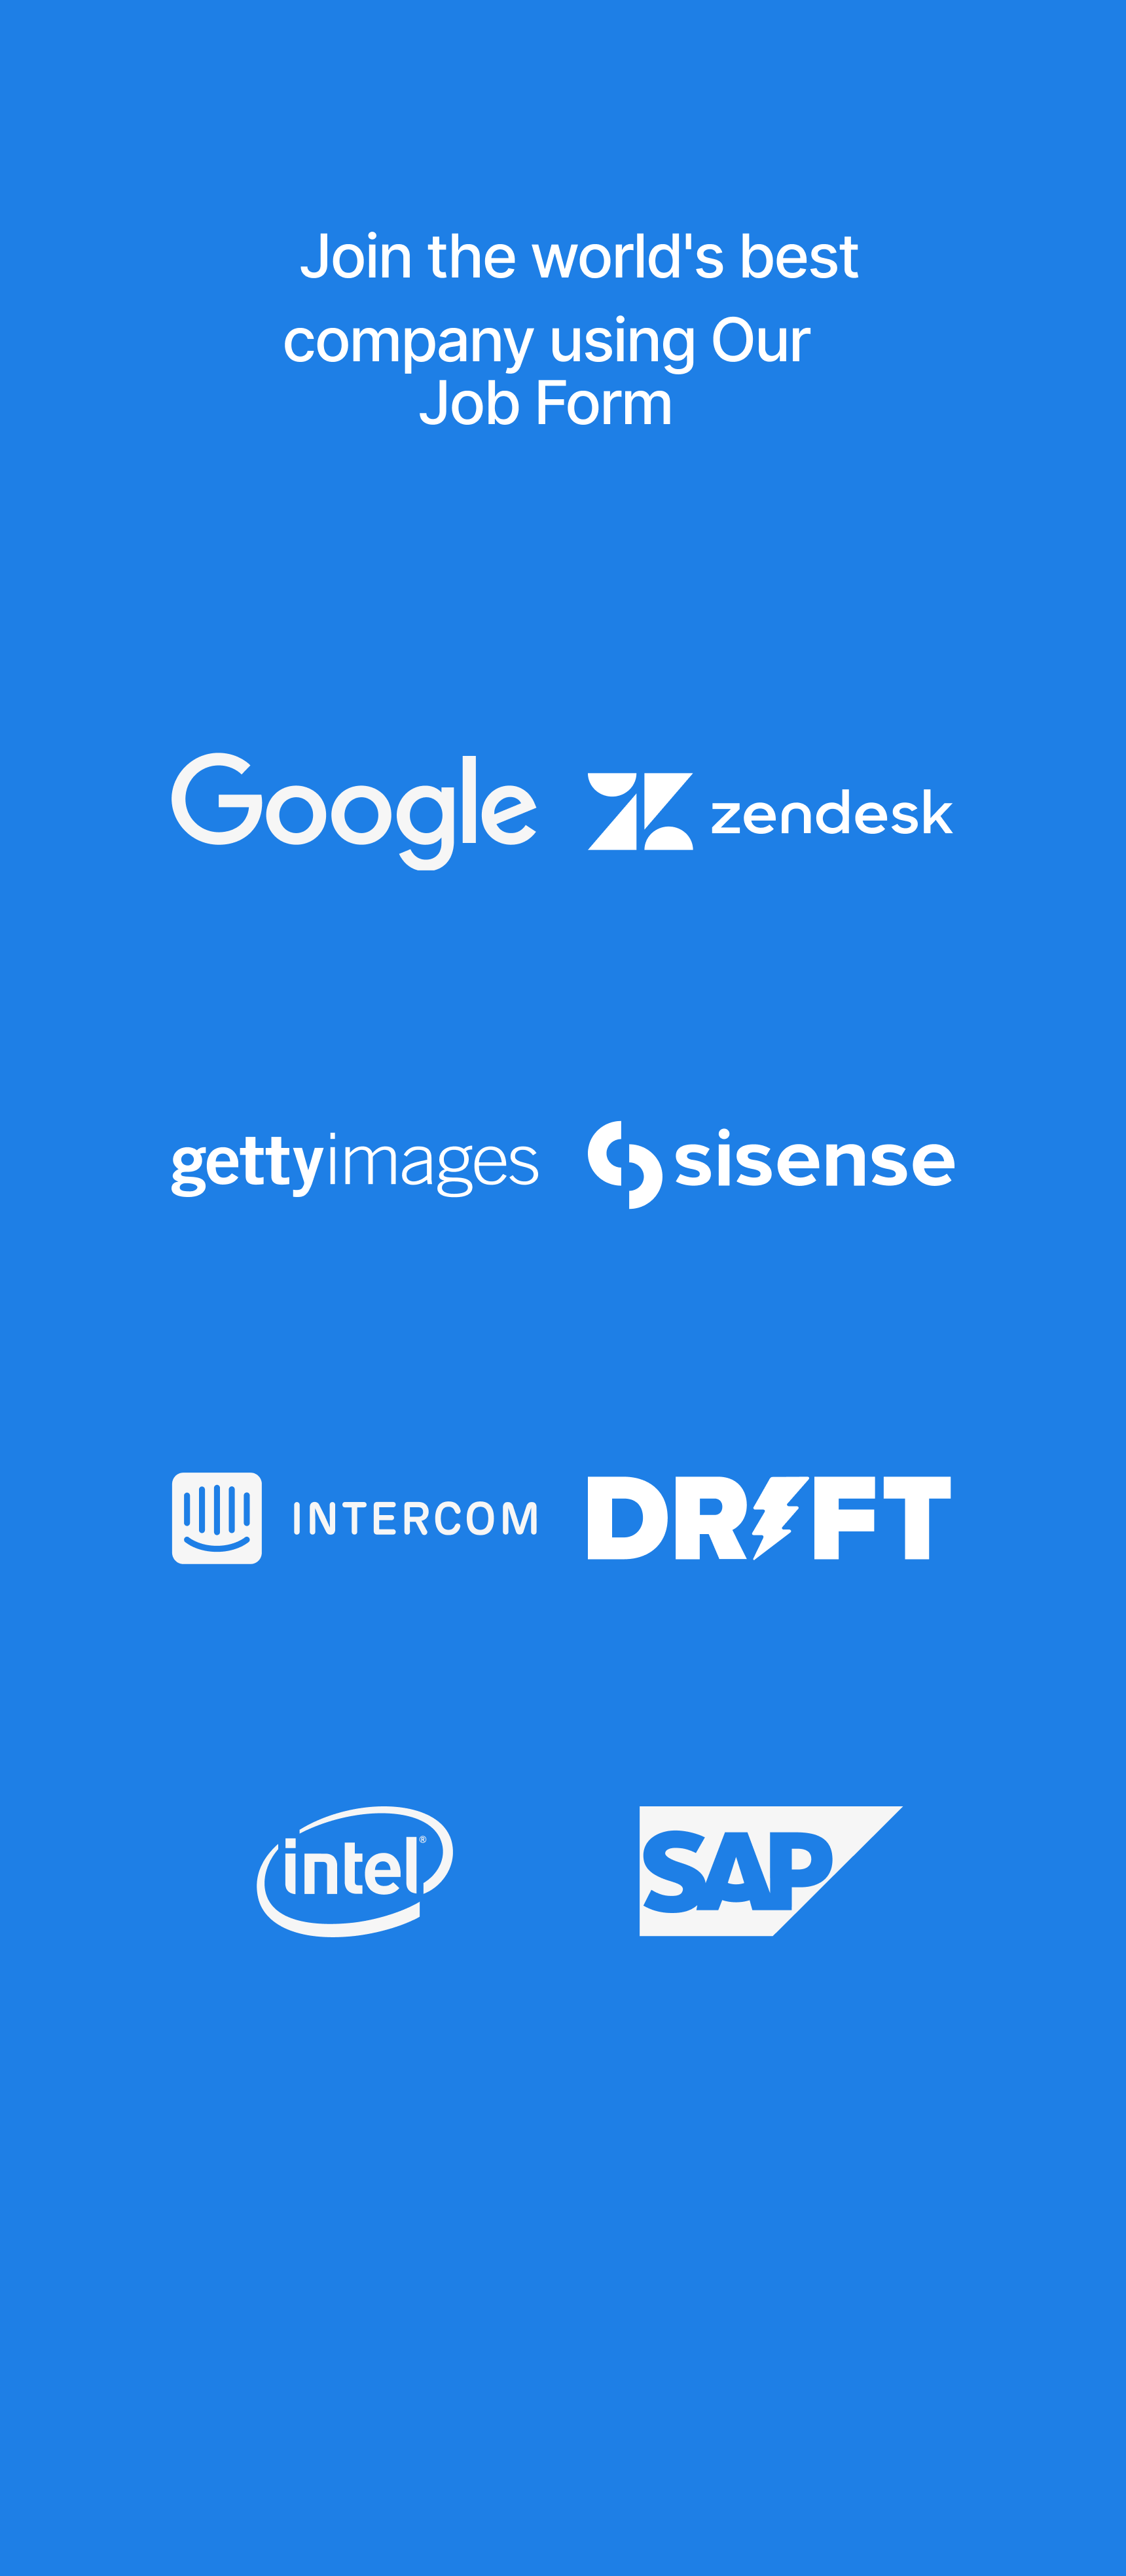 Join the world's best
company using Our
Job Form
Google
zendesk
gettyimages
sisense
INTERCOM
DRIFT
intel®
SAP